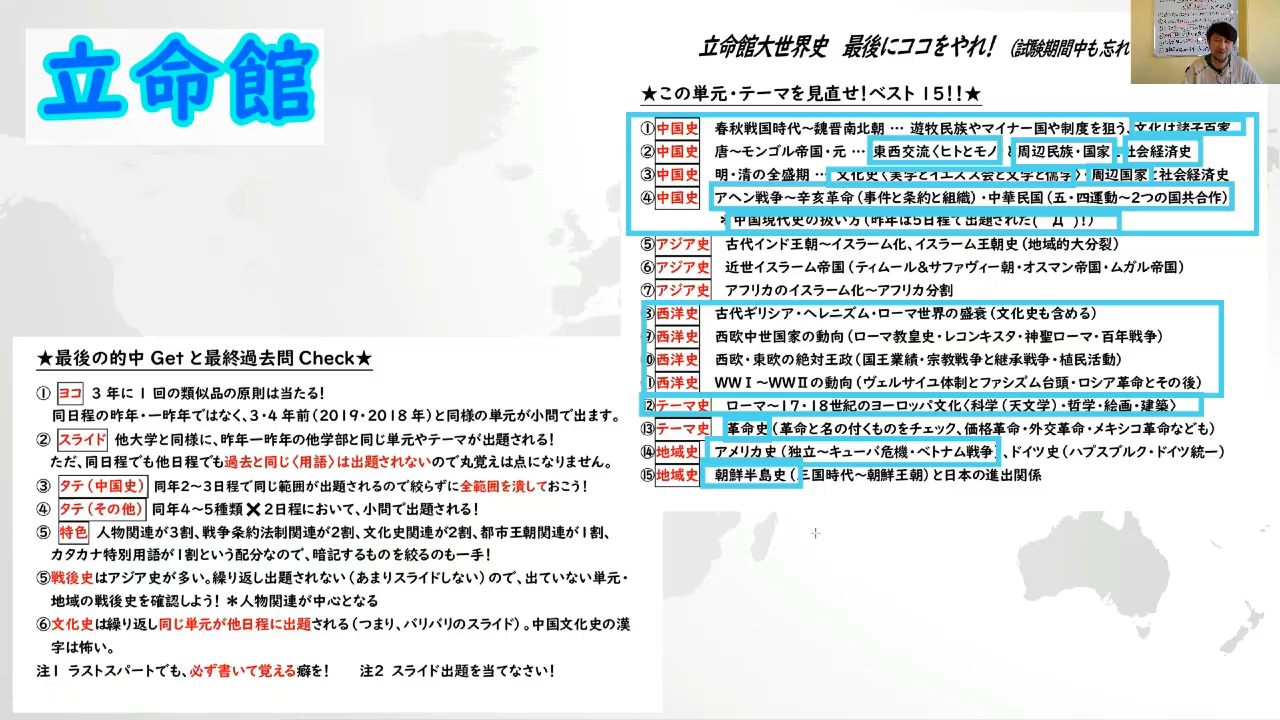 立命館
立命館大世界史 最後にココをやれ! (試験期間中も忘れ
★この単元・テーマを見直せ!ベスト15!!★
①中国史 春秋戦国時代~魏晋南北朝 … 遊牧民族やマイナー国や制度を狙う、文化は諸子百家
②中国史 唐~モンゴル帝国・元 … 東西交流〈ヒトとモノ〉と周辺民族・国家と社会経済史
③中国史 明・清の全盛期 … 文化史〈実学とイエズス会と文学と儒学〉・周辺国家と社会経済史
④中国史 アヘン戦争~辛亥革命(事件と条約と組織)・中華民国(五・四運動~2つの国共合作)
*中国現代史の扱い方(昨年は5日程で出題された(゚Д゚)!)
⑤アジア史 古代インド王朝~イスラーム化、イスラーム王朝史(地域的大分裂)
⑥アジア史 近世イスラーム帝国(ティムール&サファヴィー朝・オスマン帝国・ムガル帝国)
⑦アジア史 アフリカのイスラーム化~アフリカ分割
⑧西洋史 古代ギリシア・ヘレニズム・ローマ世界の盛衰(文化史も含める)
⑨西洋史 西欧中世国家の動向(ローマ教皇史・レコンキスタ・神聖ローマ・百年戦争)
⑩西洋史 西欧・東欧の絶対王政(国王業績・宗教戦争と継承戦争・植民活動)
⑪西洋史 WWⅠ~WWⅡの動向(ヴェルサイユ体制とファシズム台頭・ロシア革命とその後)
⑫テーマ史 ローマ~17・18世紀のヨーロッパ文化〈科学(天文学)・哲学・絵画・建築〉
⑬テーマ史 革命史(革命と名の付くものをチェック、価格革命・外交革命・メキシコ革命なども)
⑭地域史 アメリカ史(独立~キューバ危機・ベトナム戦争)、ドイツ史(ハプスブルク・ドイツ統一)
⑮地域史 朝鮮半島史(三国時代~朝鮮王朝)と日本の進出関係
★最後の的中Getと最終過去問Check★
① ヨコ 3年に1回の類似品の原則は当たる!
同日程の昨年・一昨年ではなく、3・4年前(2019・2018年)と同様の単元が小問で出ます。
② スライド 他大学と同様に、昨年一昨年の他学部と同じ単元やテーマが出題される!
ただ、同日程でも他日程でも過去と同じ〈用語〉は出題されないので丸覚えは点になりません。
③ タテ(中国史) 同年2~3日程で同じ範囲が出題されるので絞らずに全範囲を潰しておこう!
④ タテ(その他) 同年4~5種類✖2日程において、小問で出題される!
⑤ 特色 人物関連が3割、戦争条約法制関連が2割、文化史関連が2割、都市王朝関連が1割、
カタカナ特別用語が1割という配分なので、暗記するものを絞るのも一手!
⑤戦後史はアジア史が多い。繰り返し出題されない(あまりスライドしない)ので、出ていない単元・
地域の戦後史を確認しよう! *人物関連が中心となる
⑥文化史は繰り返し同じ単元が他日程に出題される(つまり、バリバリのスライド)。中国文化史の漢
字は怖い。
注1 ラストスパートでも、必ず書いて覚える癖を! 注2 スライド出題を当てなさい!